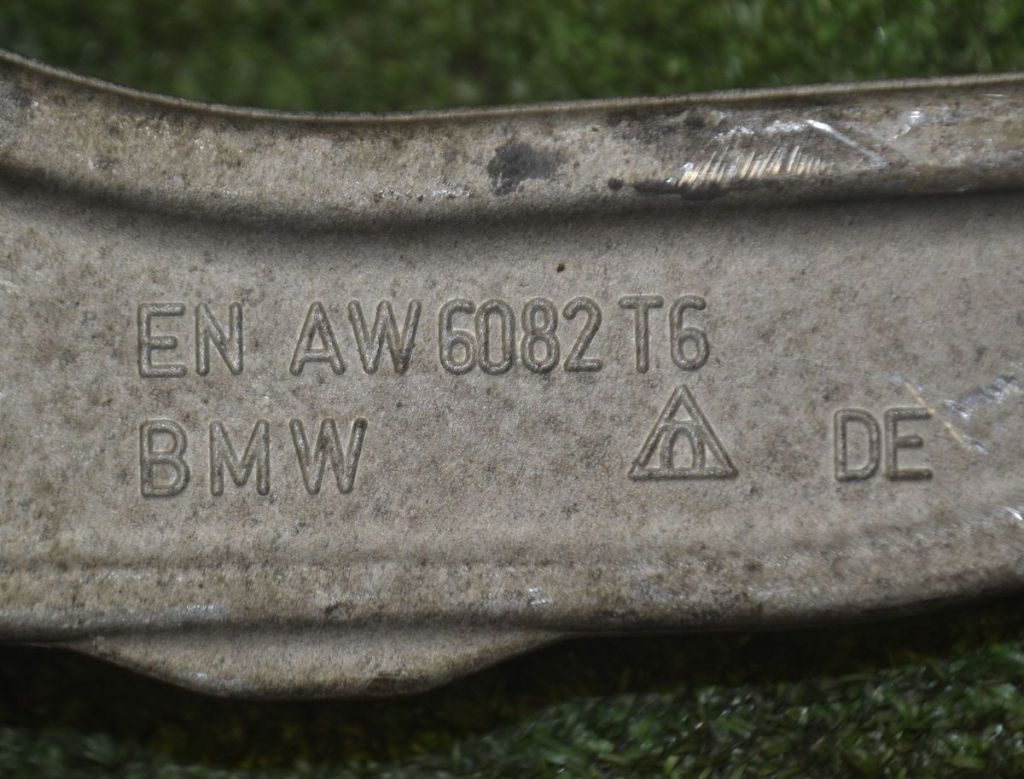 EN AW 6082 T6
BMW DE